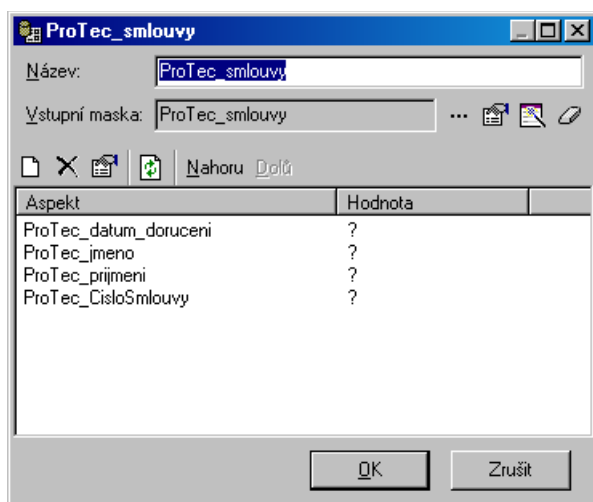 ProTec_smlouvy
Název: ProTec_smlouvy
Vstupní maska: ProTec_smlouvy ...
Nahoru Dolů
Aspekt Hodnota
ProTec_datum_doruceni ?
ProTec_jmeno ?
ProTec_prijmeni ?
ProTec_CisloSmlouvy ?
OK Zrušit